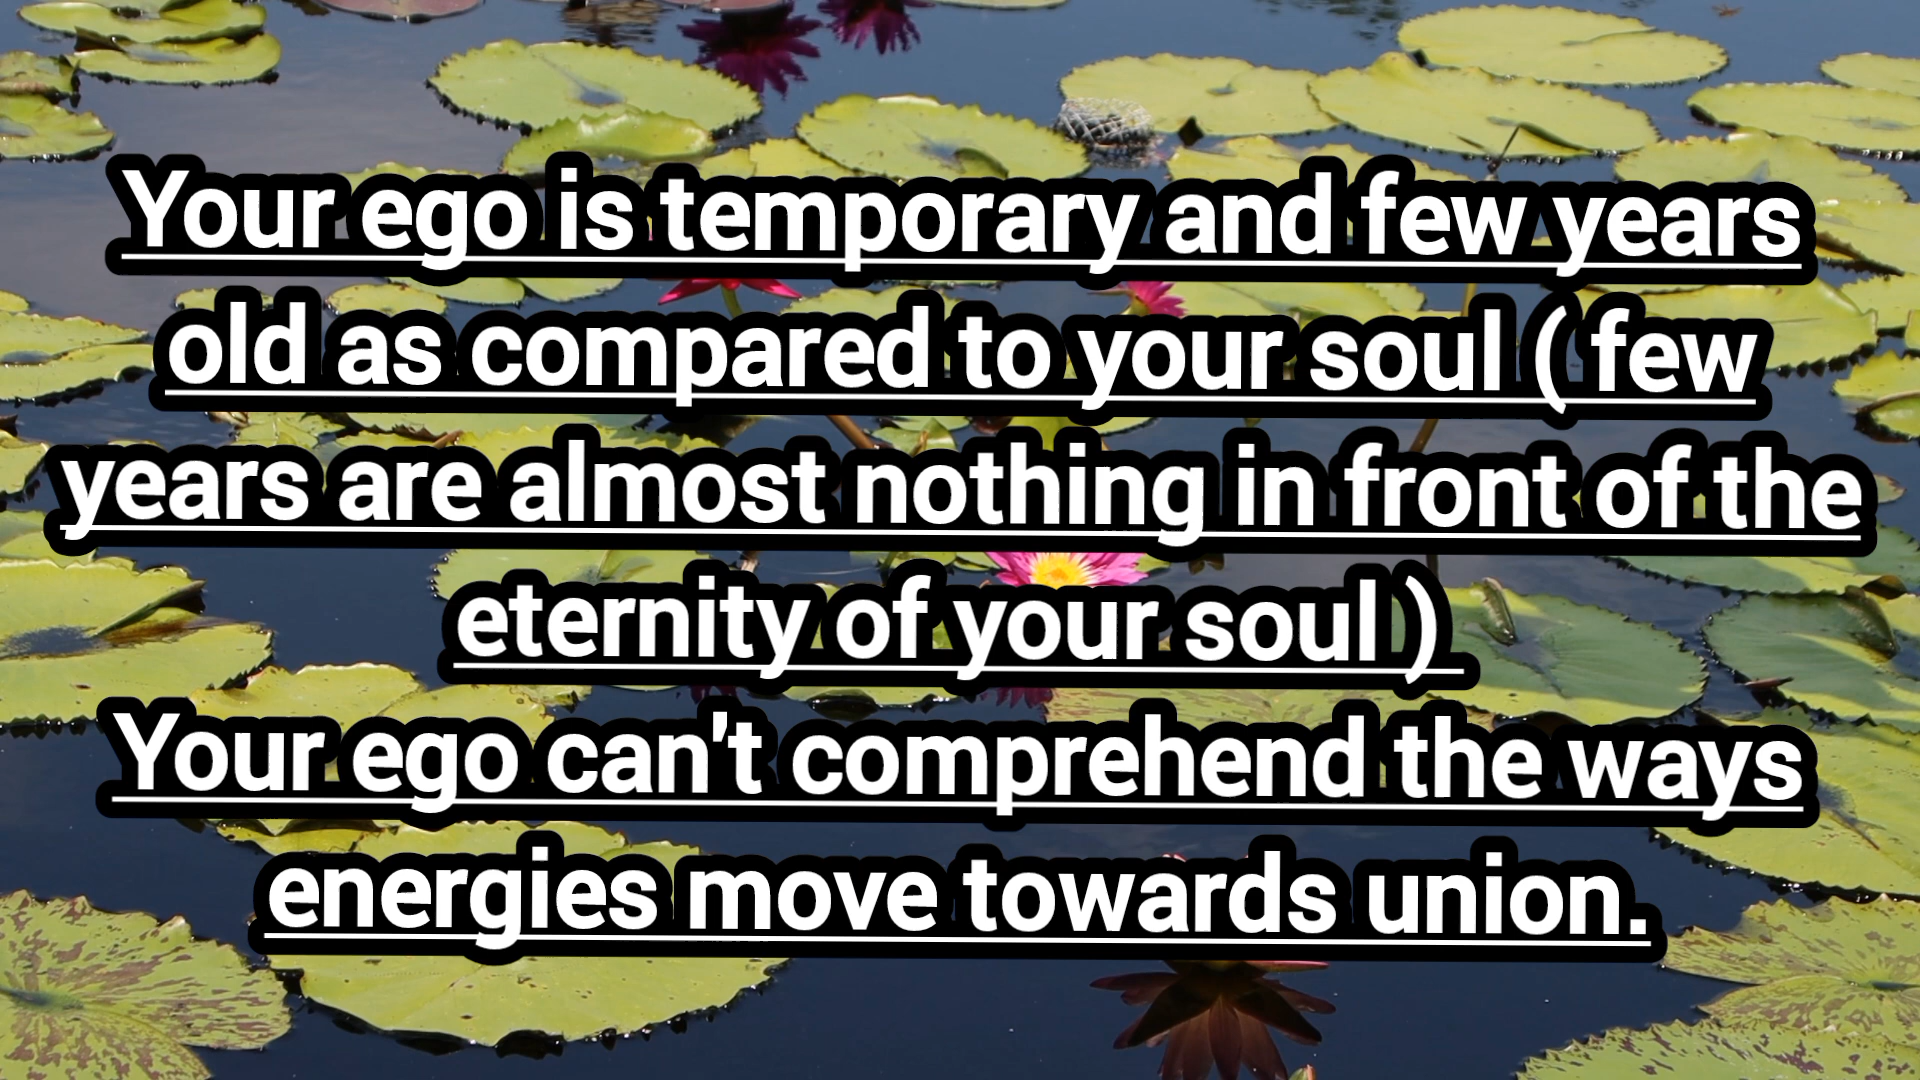 Your ego is temporary and few years
old as compared to your soul ( few
years are almost nothing in front of the
eternity of your soul )
Your ego can't comprehend the ways
energies move towards union.